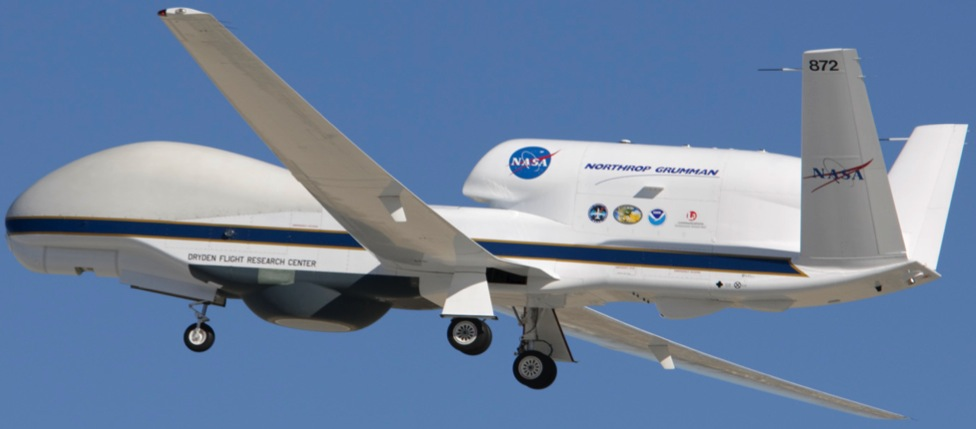 872
NASA
NORTHROP GRUMMAN
NASA
DRYDEN FLIGHT RESEARCH CENTER